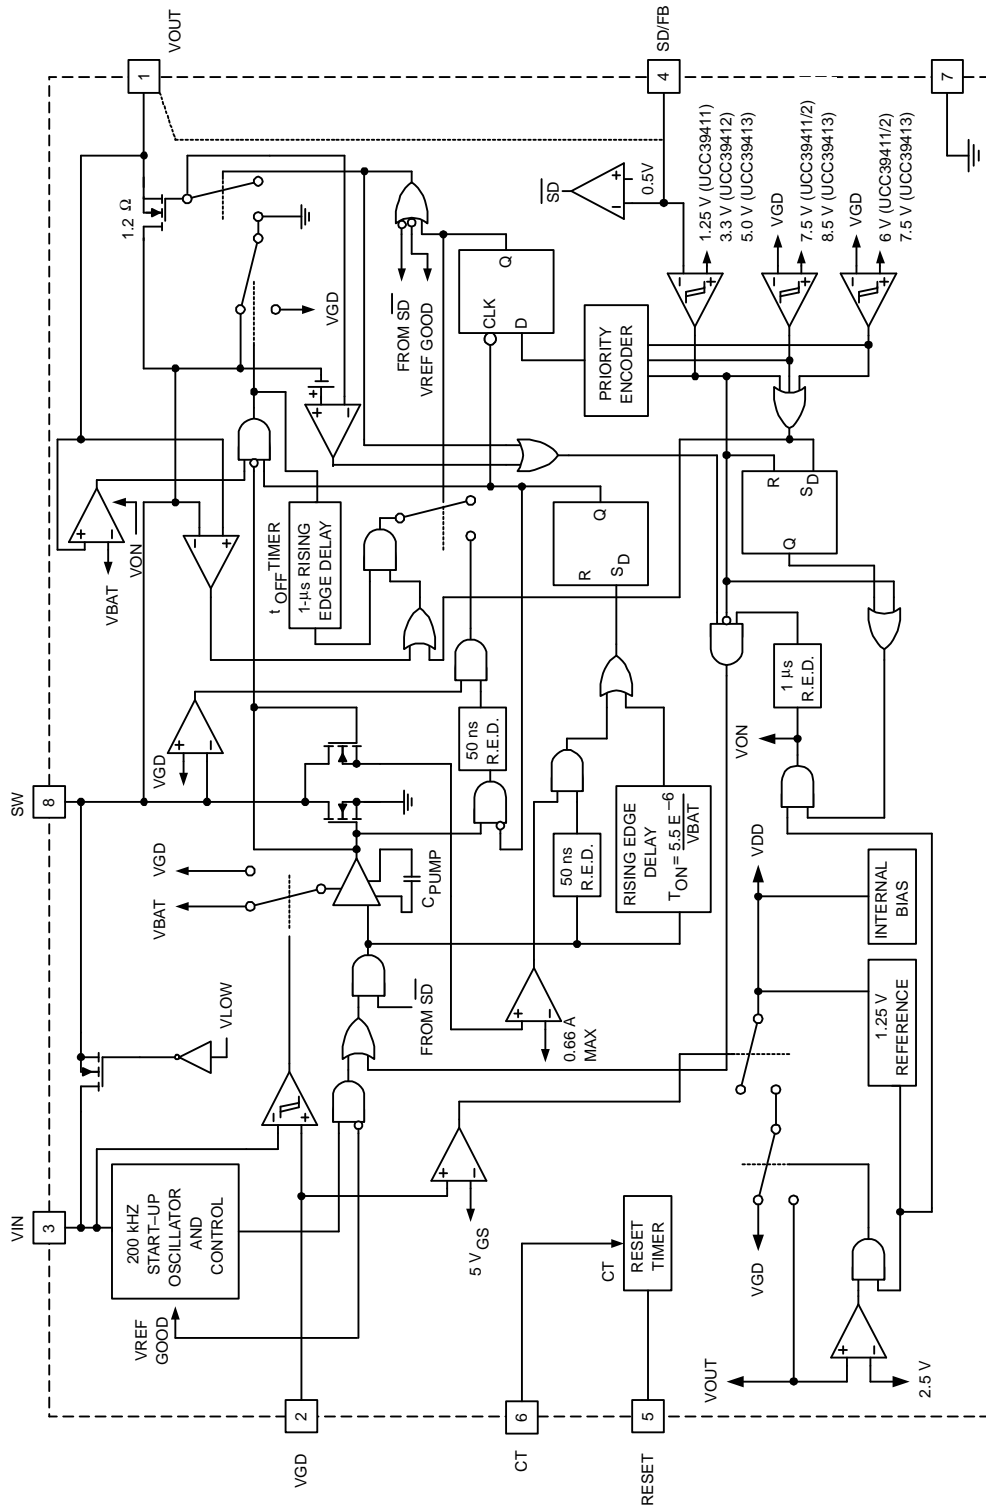 VIN
3
SW
8
1
VOUT
SD/FB
4
7
VGD
2
CT
6
RESET
5
200 kHZ
START–UP
OSCILLATOR
AND
CONTROL
VREF
GOOD
VLOW
VBAT
VGD
C PUMP
FROM SD
VGD
VBAT
VON
1.2 Ω
VGD
t OFF TIMER
1-µs RISING
EDGE DELAY
50 ns
R.E.D.
FROM SD
VREF GOOD
Q
CLK
D
SD
0.5V
PRIORITY
ENCODER
1.25 V (UCC39411)
3.3 V (UCC39412)
5.0 V (UCC39413)
VGD
7.5 V (UCC39411/2)
8.5 V (UCC39413)
VGD
6 V (UCC39411/2)
7.5 V (UCC39413)
R
SD
Q
R
SD
Q
0.66 A
MAX
50 ns
R.E.D.
RISING EDGE
DELAY
TON = 5.5 E –6
VBAT
1 µs
R.E.D.
VON
5 VGS
CT
RESET
TIMER
VDD
INTERNAL
BIAS
1.25 V
REFERENCE
VGD
VOUT
2.5 V
+
–
+
–
+
–
+
–
+
–
+
–
+
–
+
–
+
–
+
–
+
–
+
–
+